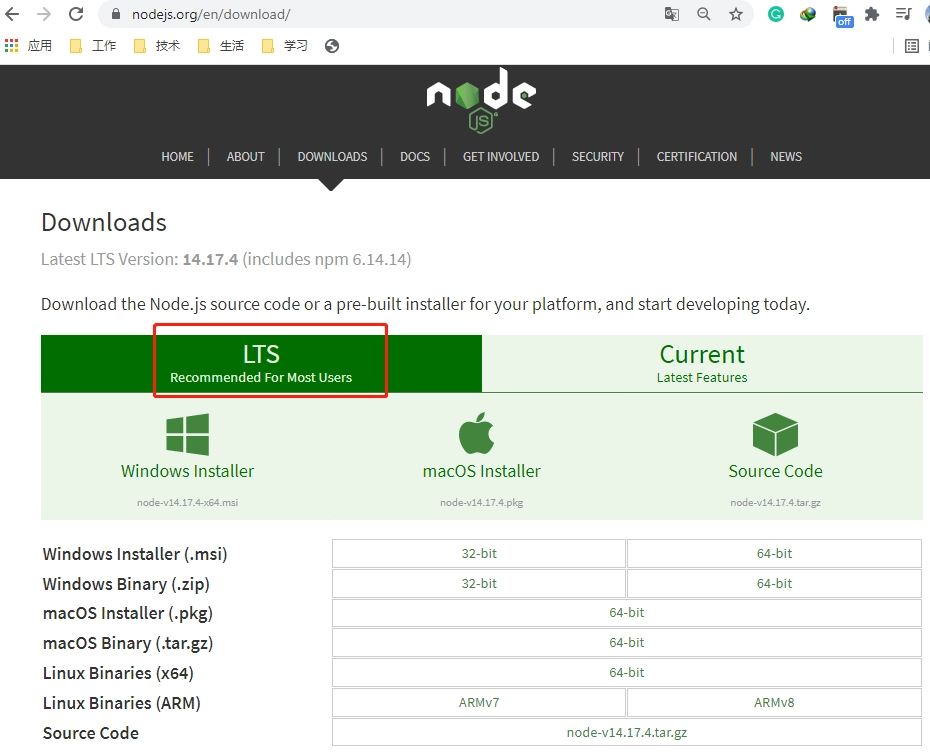 nodejs.org/en/download/
off
应用 工作 技术 生活 学习
node
JS
HOME ABOUT DOWNLOADS DOCS GET INVOLVED SECURITY CERTIFICATION NEWS
Downloads
Latest LTS Version: 14.17.4 (includes npm 6.14.14)
Download the Node.js source code or a pre-built installer for your platform, and start developing today.
LTS
Recommended For Most Users
Current
Latest Features
Windows Installer
node-v14.17.4-x64.msi
macOS Installer
node-v14.17.4.pkg
Source Code
node-v14.17.4.tar.gz
Windows Installer (.msi) 32-bit 64-bit
Windows Binary (.zip) 32-bit 64-bit
macOS Installer (.pkg) 64-bit
macOS Binary (.tar.gz) 64-bit
Linux Binaries (x64) 64-bit
Linux Binaries (ARM) ARMv7 ARMv8
Source Code node-v14.17.4.tar.gz